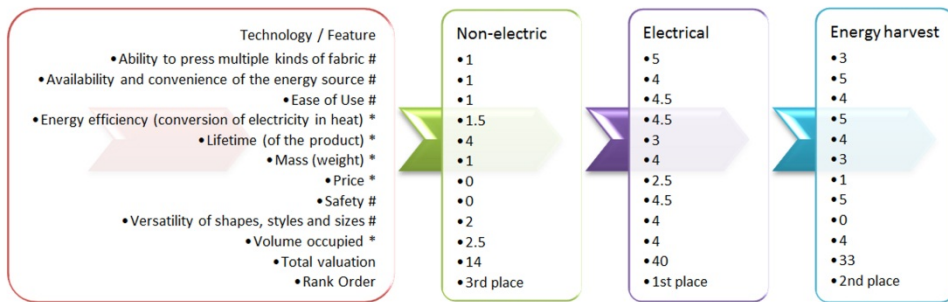 Technology / Feature
•Ability to press multiple kinds of fabric #
•Availability and convenience of the energy source #
•Ease of Use #
•Energy efficiency (conversion of electricity in heat) *
•Lifetime (of the product) *
•Mass (weight) *
•Price *
•Safety #
•Versatility of shapes, styles and sizes #
•Volume occupied *
•Total valuation
•Rank Order
Non-electric
•1
•1
•1
•1.5
•4
•1
•0
•0
•2
•2.5
•14
•3rd place
Electrical
•5
•4
•4.5
•4.5
•3
•4
•2.5
•4.5
•4
•4
•40
•1st place
Energy harvest
•3
•5
•4
•5
•4
•3
•1
•5
•0
•4
•33
•2nd place